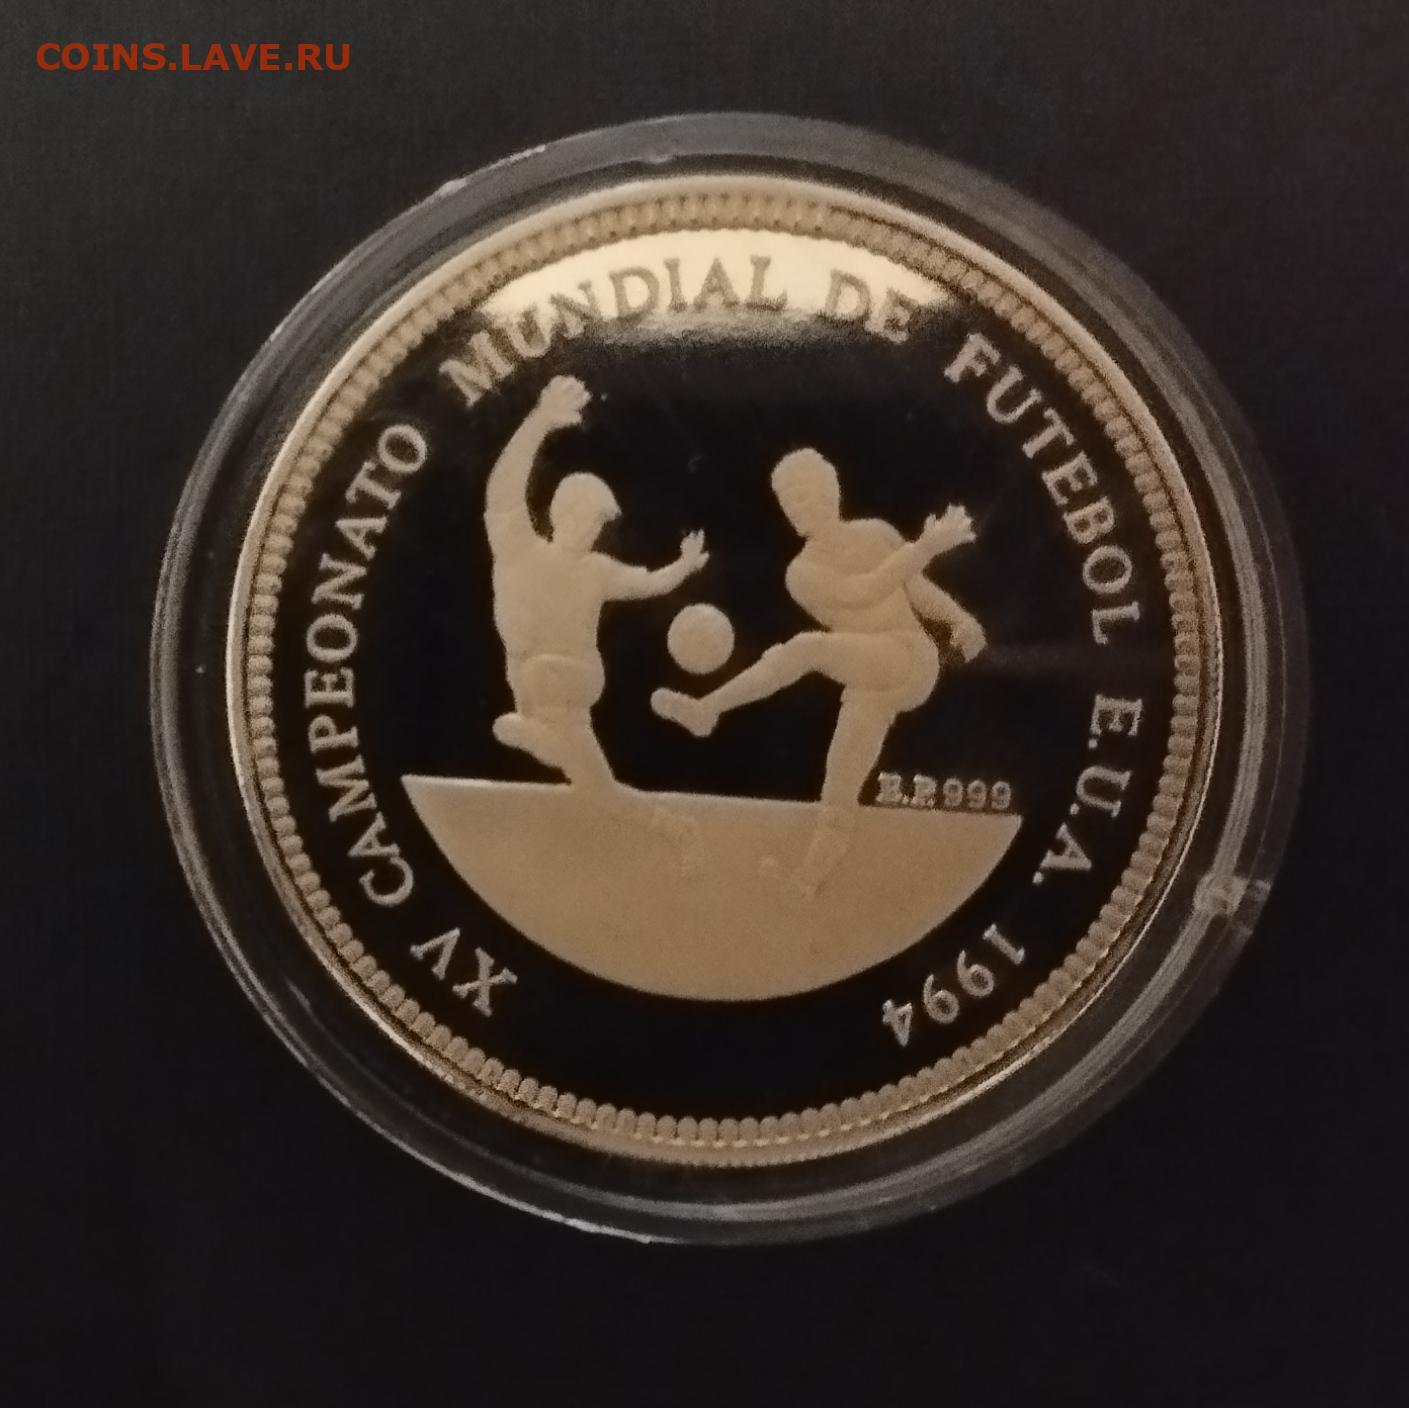 COINS.LAVE.RU
XV CAMPEONATO MUNDIAL DE FUTEBOL E.U.A. 1994
E.P. 999